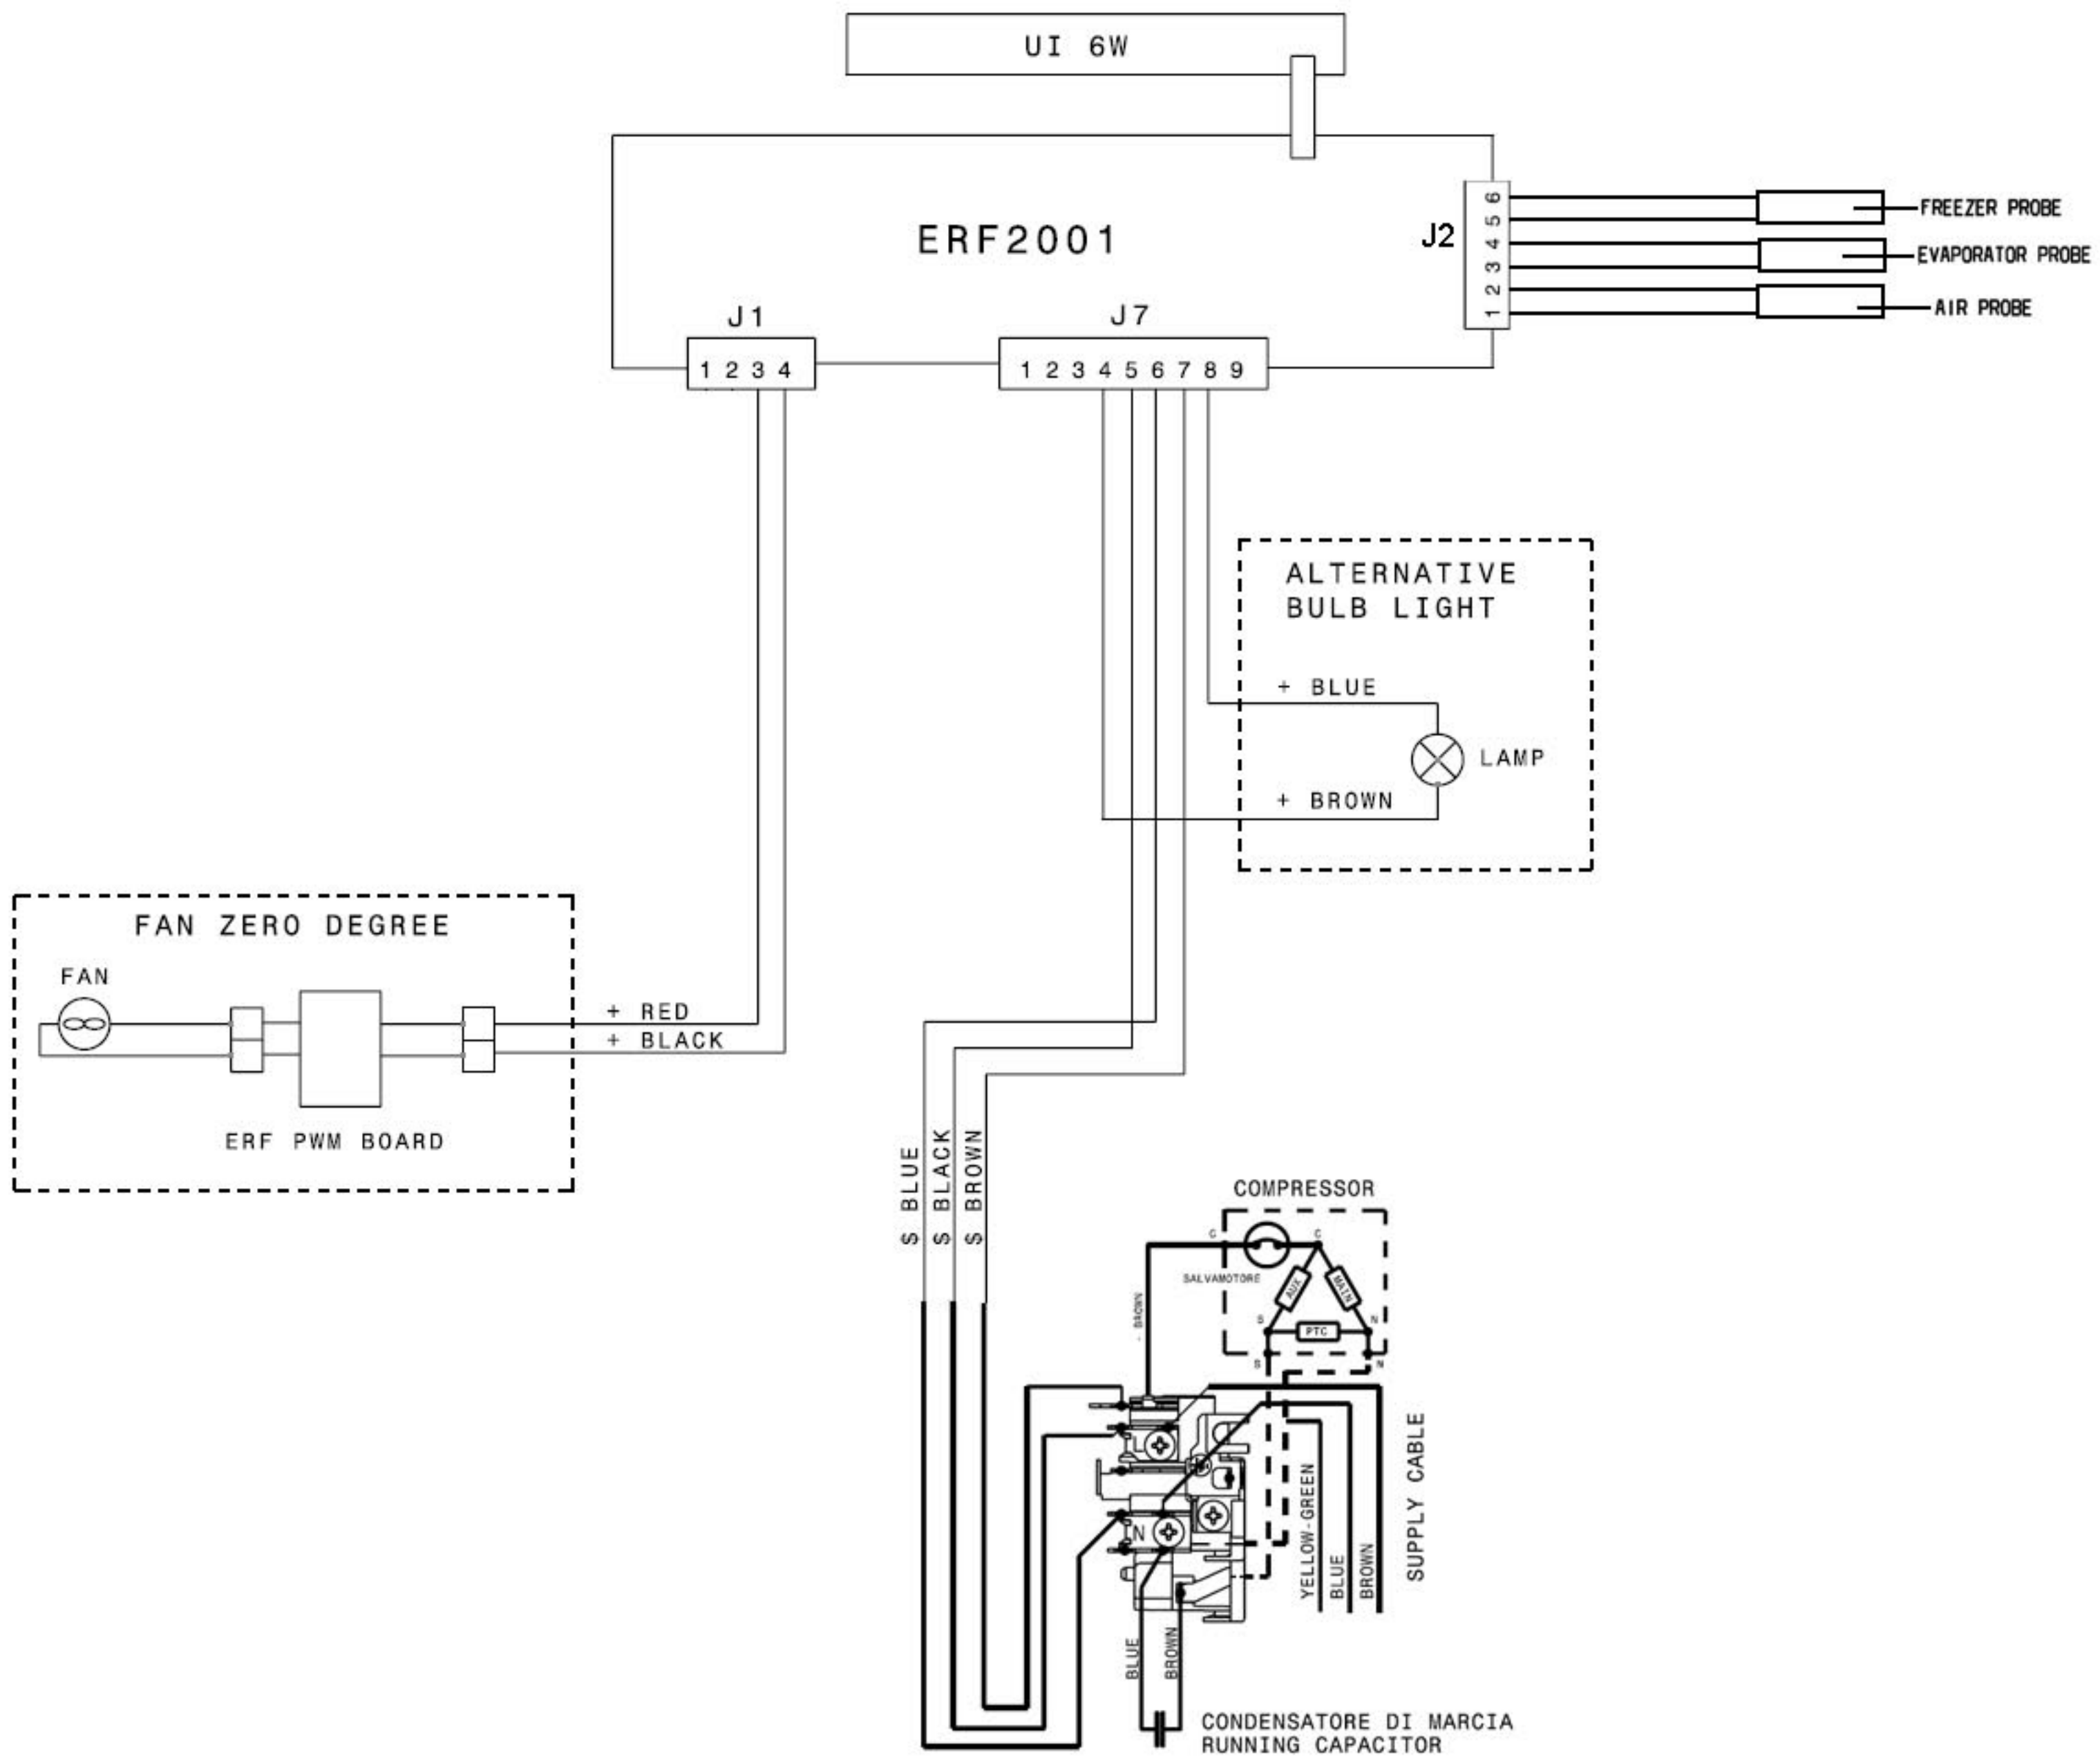 UI 6W
ERF2001
J2
6
5
4
3
2
1
FREEZER PROBE
EVAPORATOR PROBE
AIR PROBE
J1
1 2 3 4
J7
1 2 3 4 5 6 7 8 9
ALTERNATIVE
BULB LIGHT
+ BLUE
LAMP
+ BROWN
FAN ZERO DEGREE
FAN
+ RED
+ BLACK
ERF PWM BOARD
S BLUE
S BLACK
S BROWN
COMPRESSOR
C
C
SALVAMOTORE
AUX
MAIN
S
N
PTC
S
N
- BROWN
L
N
YELLOW-GREEN
BLUE
BROWN
SUPPLY CABLE
BLUE
BROWN
CONDENSATORE DI MARCIA
RUNNING CAPACITOR